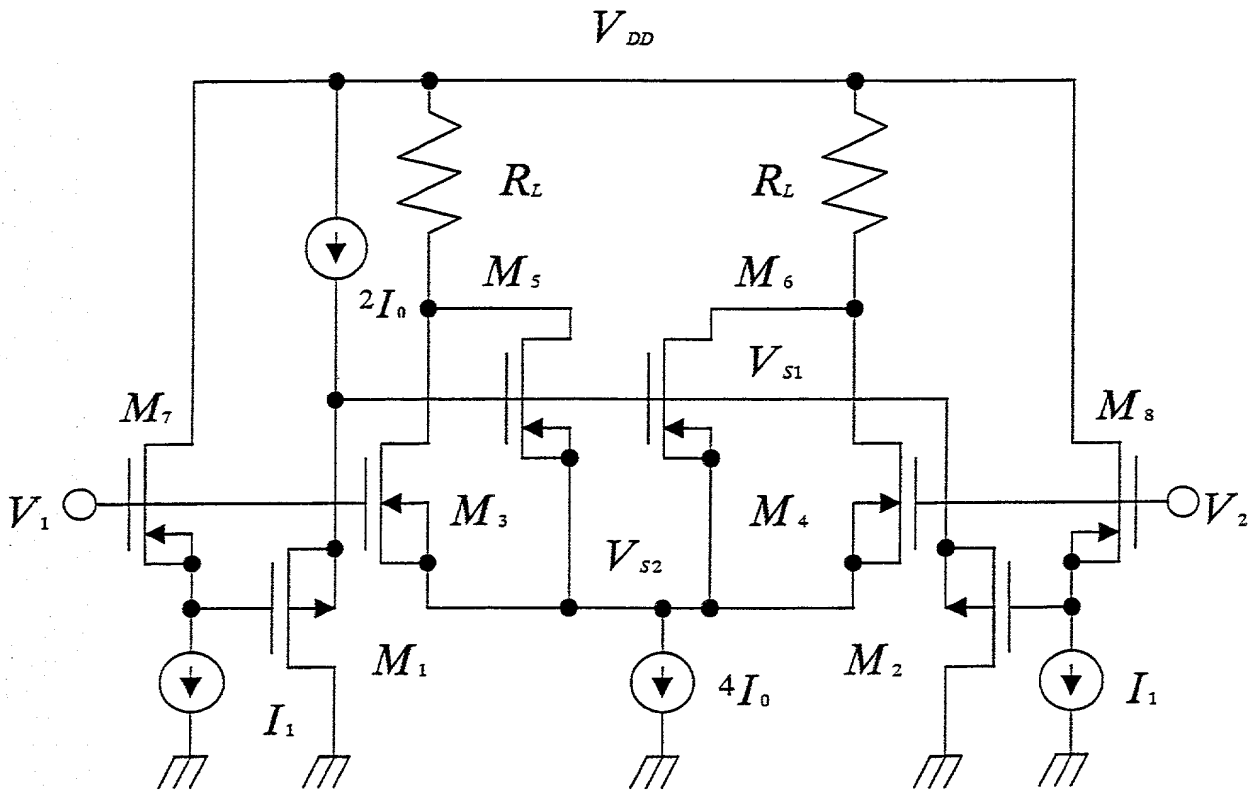 V_DD
R_L
R_L
M_5
M_6
2I_0
V_S1
M_7
M_8
V_1
M_3
M_4
V_2
V_S2
M_1
M_2
4I_0
I_1
I_1